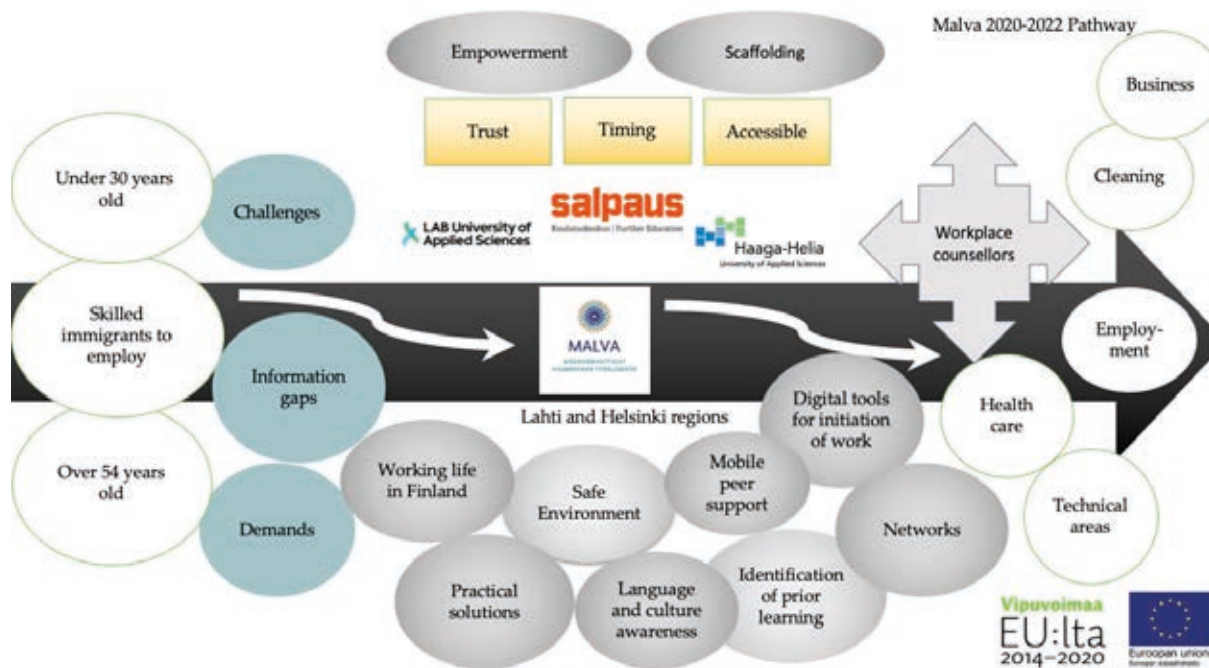 Malva 2020-2022 Pathway
Empowerment
Scaffolding
Business
Trust
Timing
Accessible
Under 30 years
old
Challenges
Cleaning
LAB University of
Applied Sciences
salpaus
Koulutuskeskus | Further Education
Haaga-Helia
University of Applied Sciences
Workplace
counsellors
Skilled
immigrants to
employ
MALVA
Employ-
ment
Information
gaps
Lahti and Helsinki regions
Digital tools
for initiation
of work
Health
care
Over 54 years
old
Working life
in Finland
Safe
Environment
Mobile
peer
support
Demands
Networks
Technical
areas
Practical
solutions
Language
and culture
awareness
Identification
of prior
learning
Vipuvoimaa
EU:lta
2014–2020
Euroopan unioni